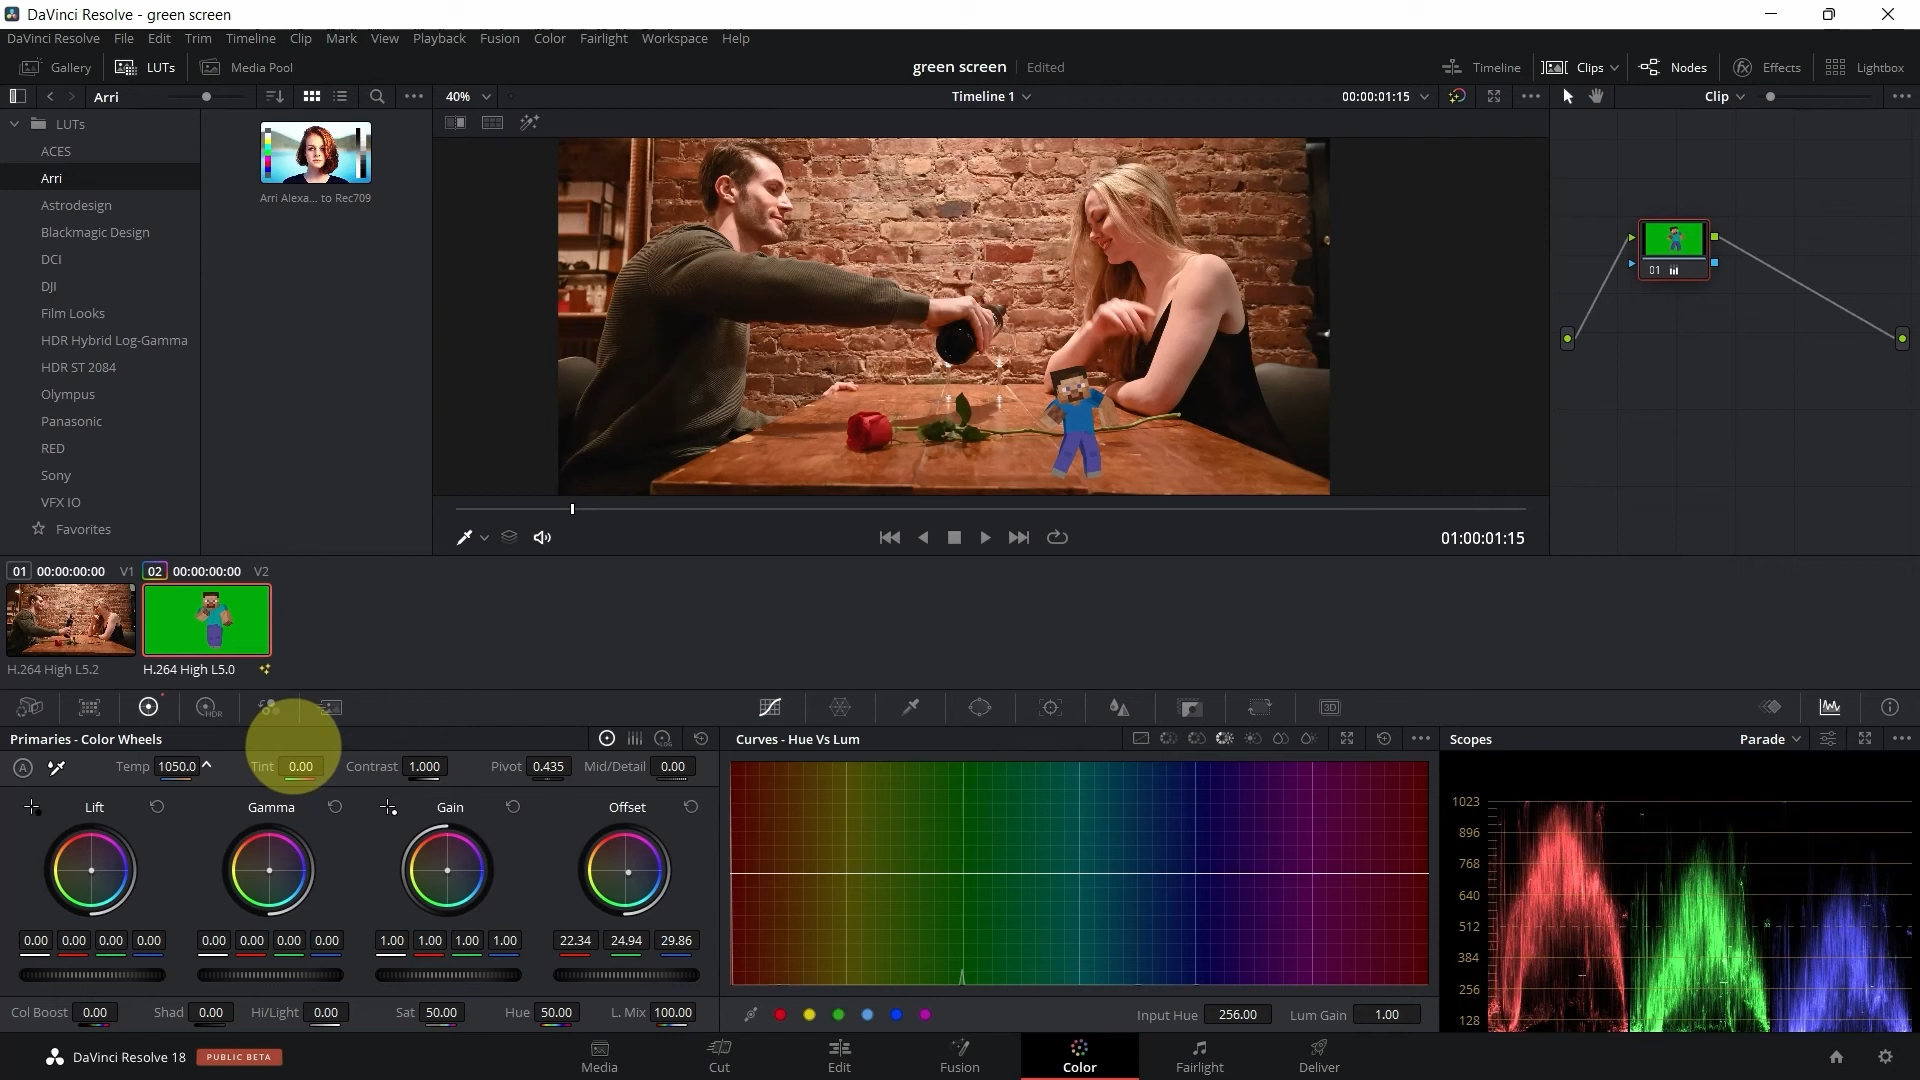 DaVinci Resolve - green screen
DaVinci Resolve File Edit Trim Timeline Clip Mark View Playback Fusion Color Fairlight Workspace Help
Gallery LUTs Media Pool green screen Edited Timeline Clips Nodes Effects Lightbox
Arri 40% Timeline 1 00:00:01:15 Clip
LUTs
ACES
Arri
Astrodesign
Blackmagic Design
DCI
DJI
Film Looks
HDR Hybrid Log-Gamma
HDR ST 2084
Olympus
Panasonic
RED
Sony
VFX IO
Favorites
Arri Alexa... to Rec709
01
01:00:01:15
01 00:00:00:00 V1 02 00:00:00:00 V2
H.264 High L5.2 H.264 High L5.0
HDR
3D
Primaries - Color Wheels
LOG
A Temp 1050.0 Tint 0.00 Contrast 1.000 Pivot 0.435 Mid/Detail 0.00
Lift Gamma Gain Offset
0.00 0.00 0.00 0.00 0.00 0.00 0.00 0.00 1.00 1.00 1.00 1.00 22.34 24.94 29.86
Col Boost 0.00 Shad 0.00 Hi/Light 0.00 Sat 50.00 Hue 50.00 L. Mix 100.00
Curves - Hue Vs Lum
Input Hue 256.00 Lum Gain 1.00
Scopes Parade
1023
896
768
640
512
384
256
128
DaVinci Resolve 18 PUBLIC BETA
Media Cut Edit Fusion Color Fairlight Deliver